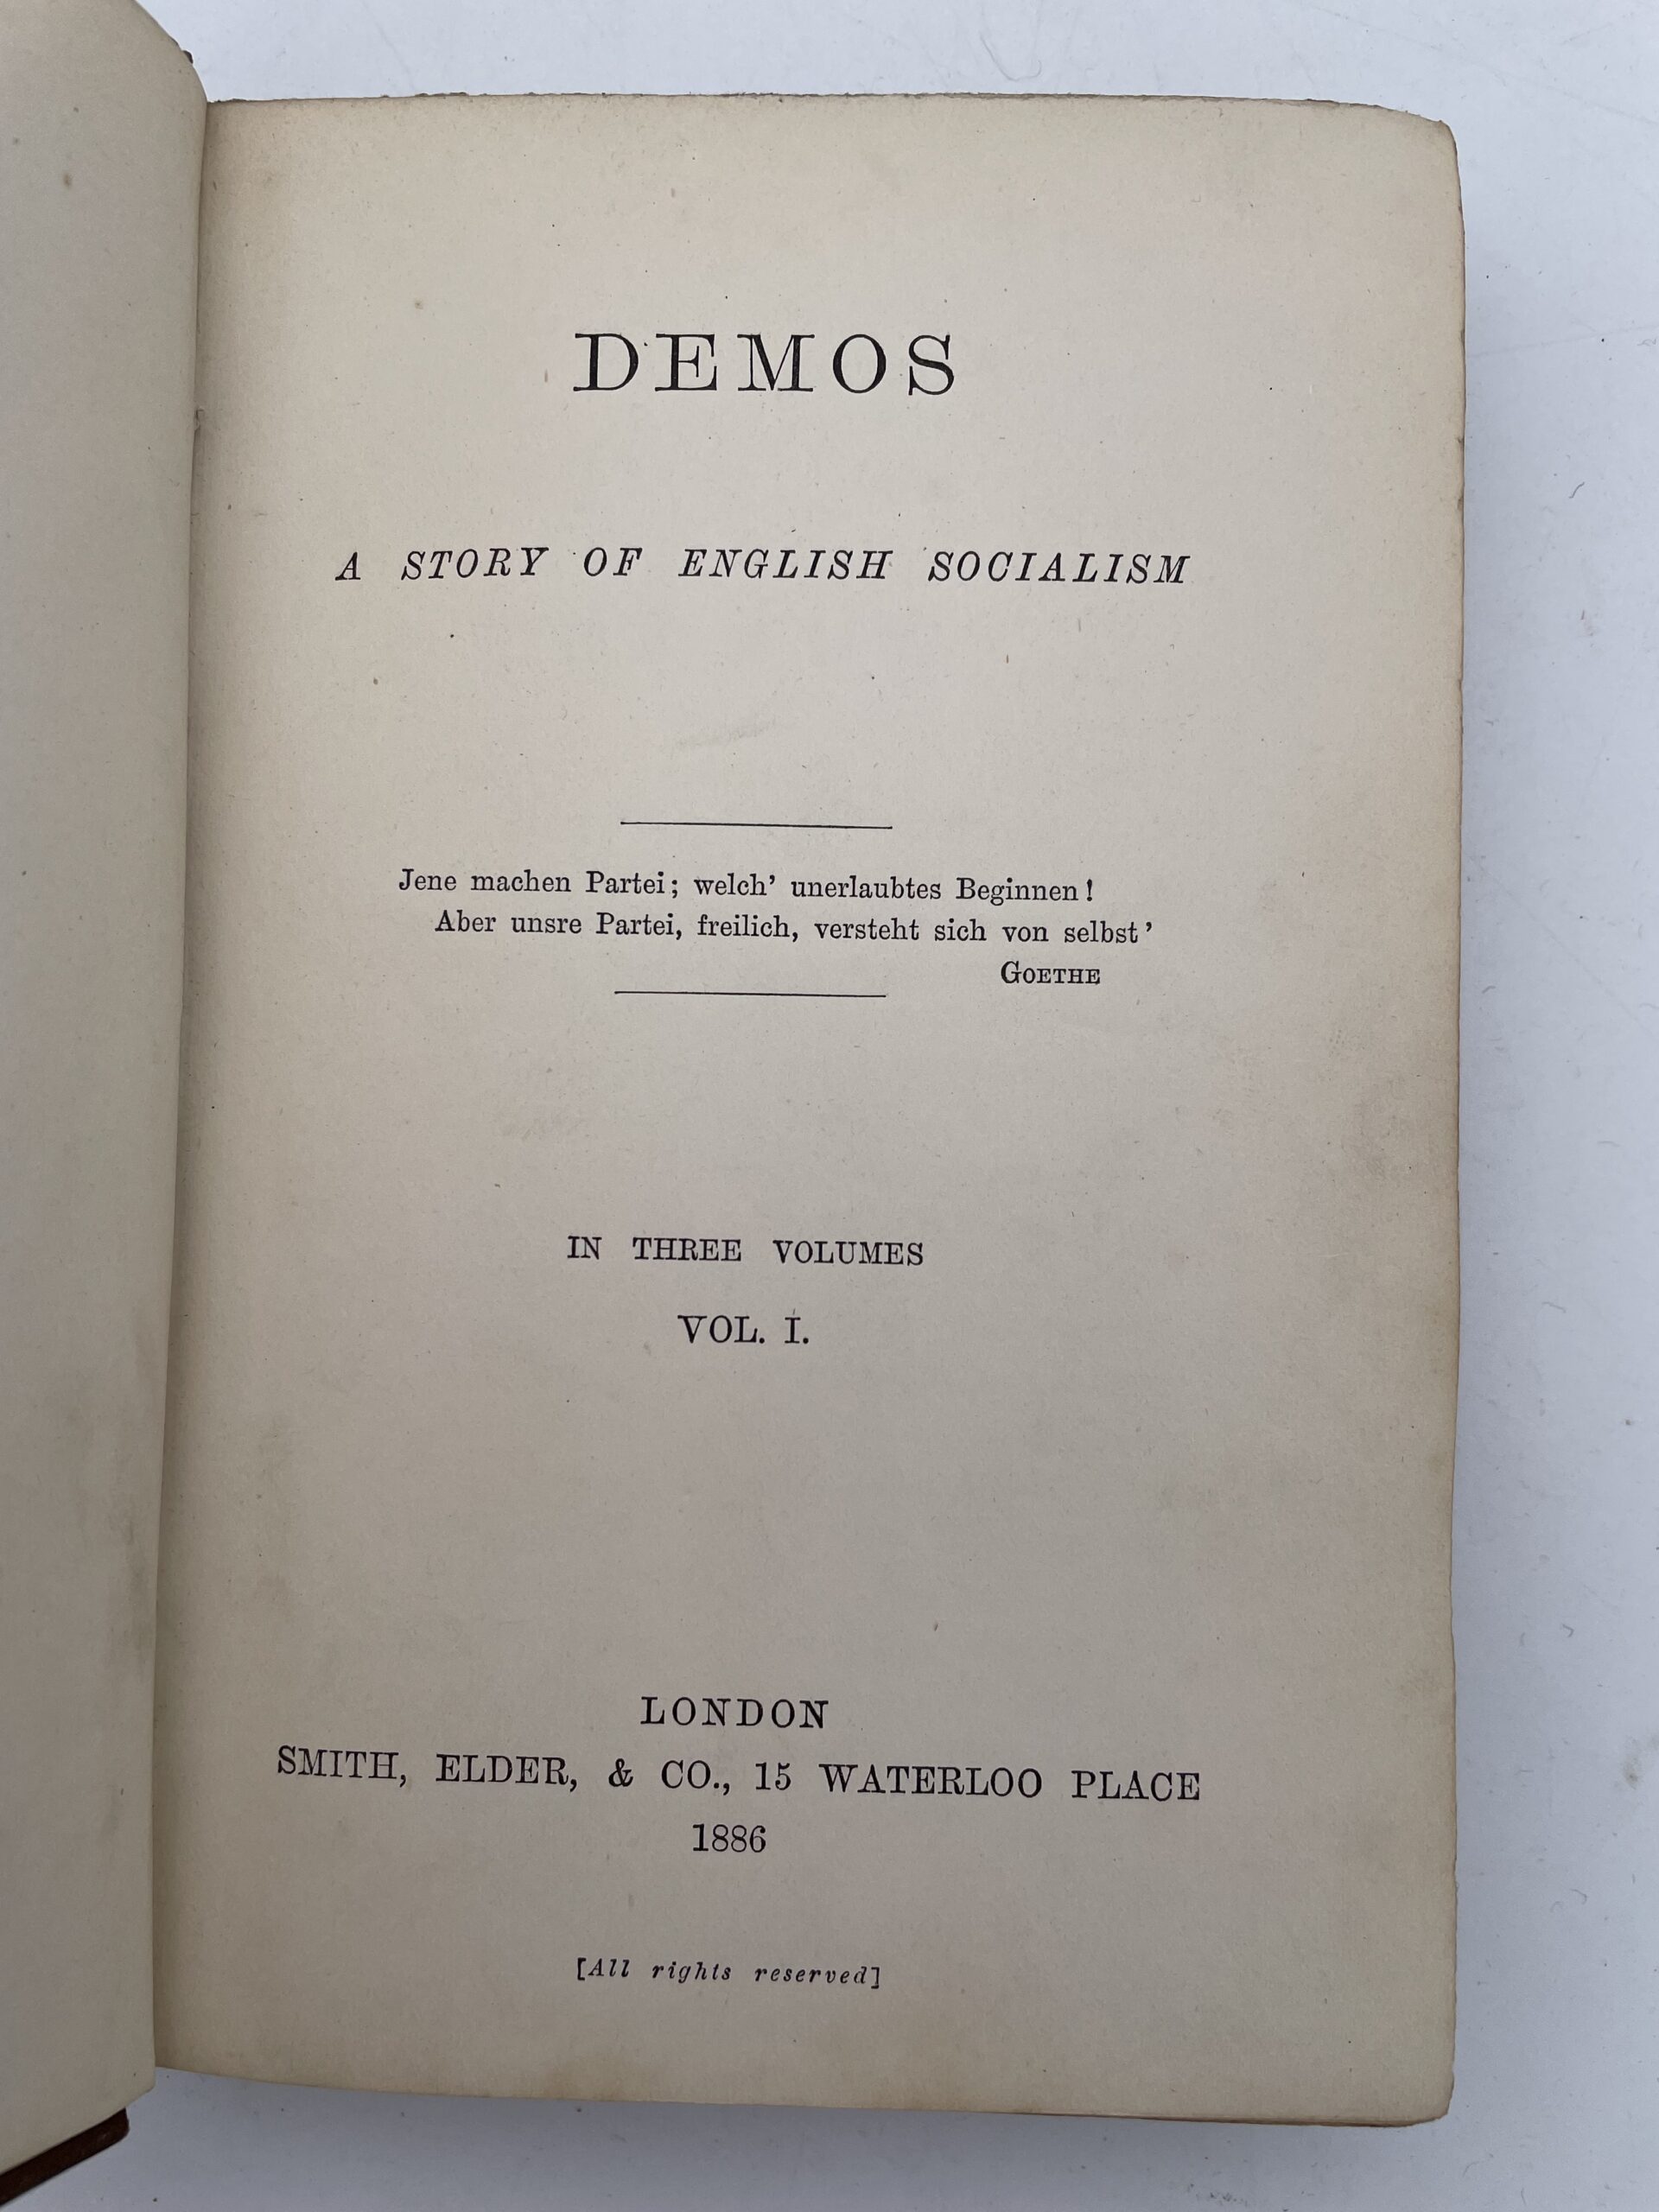 DEMOS
A STORY OF ENGLISH SOCIALISM
Jene machen Partei; welch' unerlaubtes Beginnen!
Aber unsre Partei, freilich, versteht sich von selbst'
GOETHE
IN THREE VOLUMES
VOL. I.
LONDON
SMITH, ELDER, & CO., 15 WATERLOO PLACE
1886
[All rights reserved]